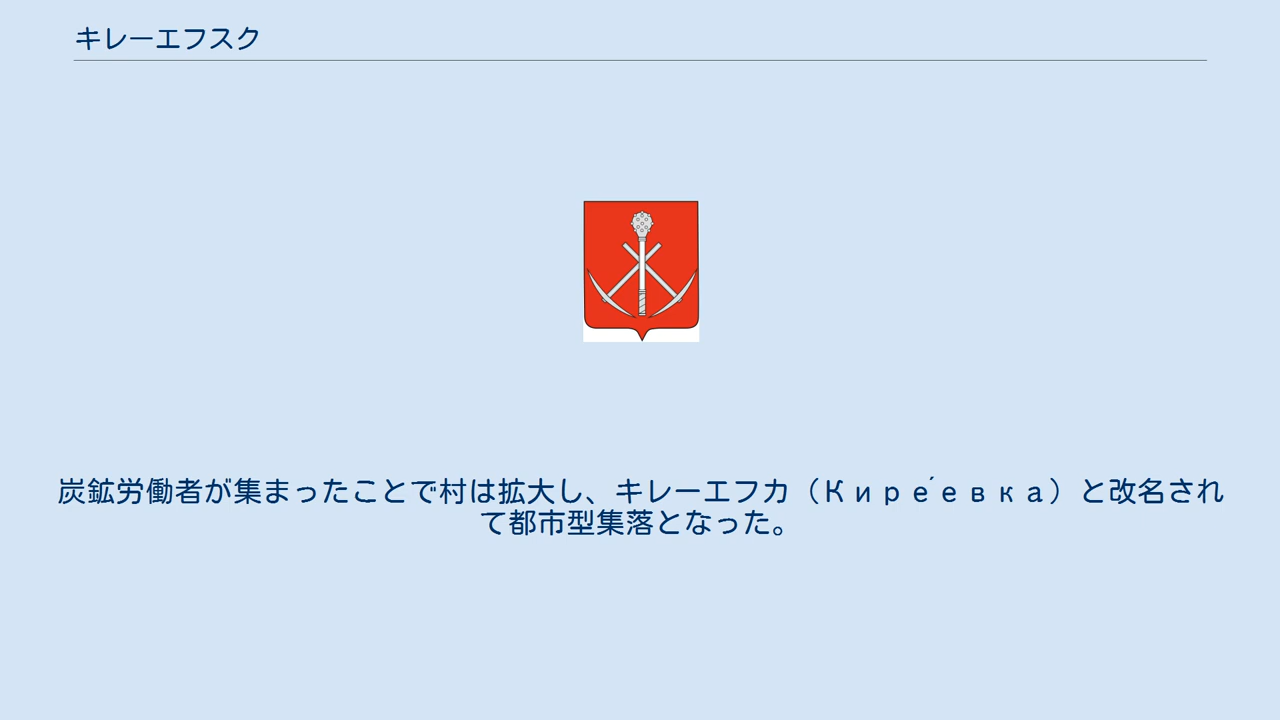 キレーエフスク
炭鉱労働者が集まったことで村は拡大し、キレーエフカ（Кире́евка）と改名され
て都市型集落となった。